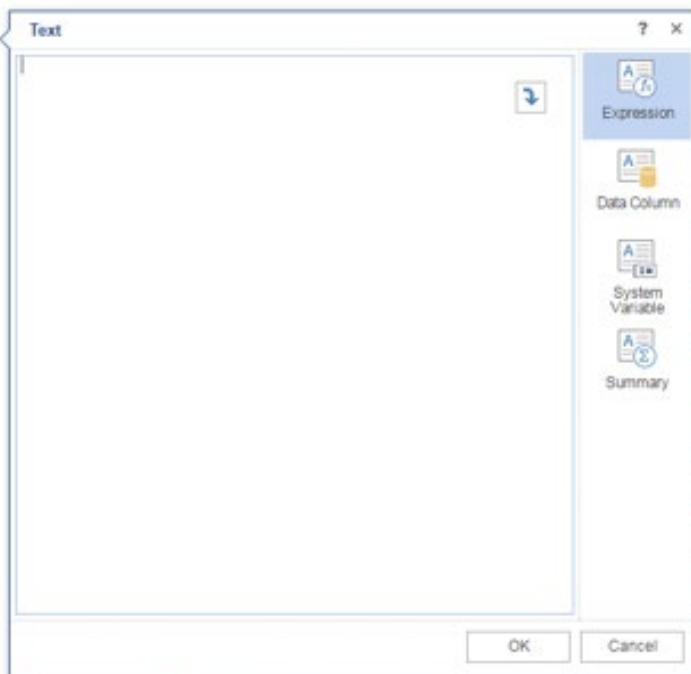 Text ? ×
Expression
Data Column
System
Variable
Summary
OK Cancel